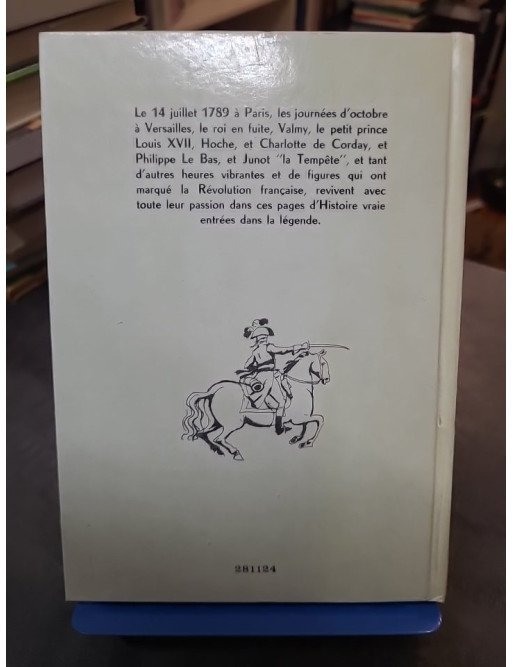 Le 14 juillet 1789 à Paris, les journées d'octobre
à Versailles, le roi en fuite, Valmy, le petit prince
Louis XVII, Hoche, et Charlotte de Corday, et
Philippe Le Bas, et Junot "la Tempête", et tant
d'autres heures vibrantes et de figures qui ont
marqué la Révolution française, revivent avec
toute leur passion dans ces pages d'Histoire vraie
entrées dans la légende.
281124